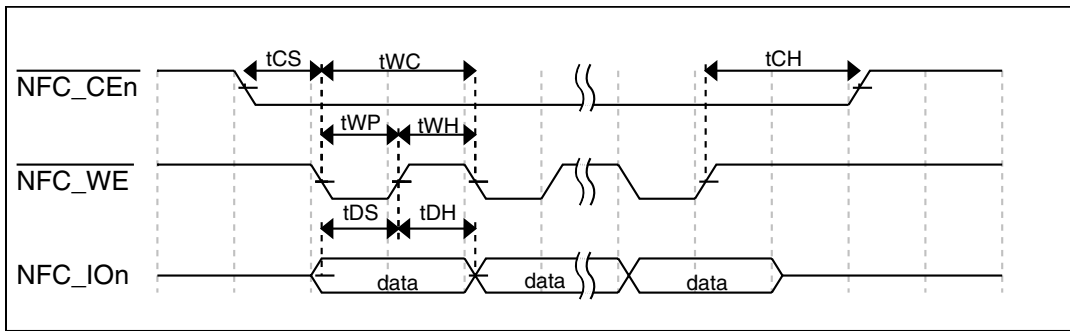 tCS tWC tCH
NFC_CEn
tWP tWH
NFC_WE
tDS tDH
NFC_IOn
data data data